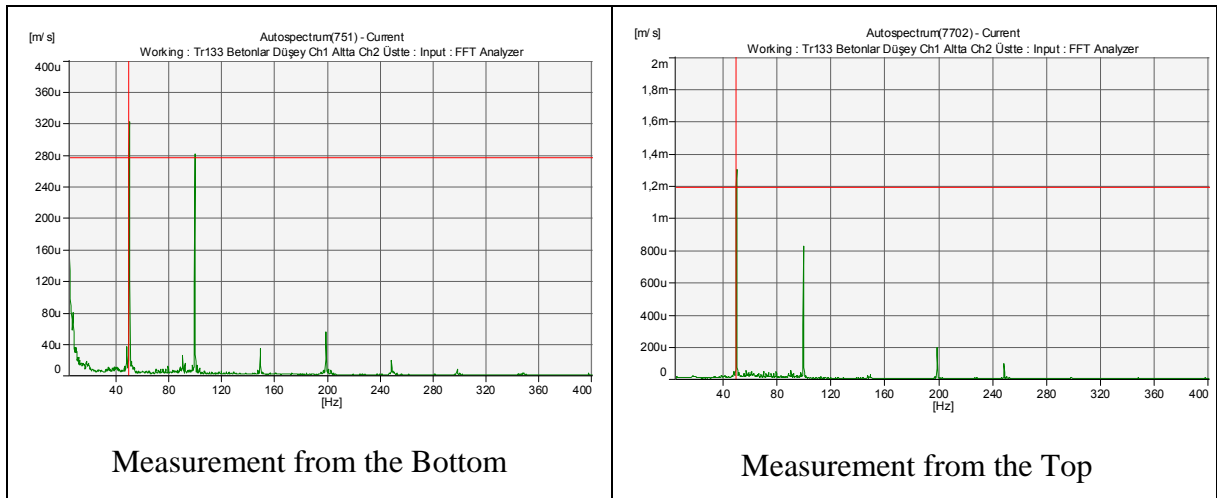 Autospectrum(751) - Current
[m/s]
Working : Tr133 Betonlar Düşey Ch1 Altta Ch2 Üstte : Input : FFT Analyzer
400u
360u
320u
280u
240u
200u
160u
120u
80u
40u
0
40 80 120 160 200 240 280 320 360 400
[Hz]
Measurement from the Bottom
Autospectrum(7702) - Current
[m/s]
Working : Tr133 Betonlar Düşey Ch1 Altta Ch2 Üstte : Input : FFT Analyzer
2m
1,8m
1,6m
1,4m
1,2m
1m
800u
600u
400u
200u
0
40 80 120 160 200 240 280 320 360 400
[Hz]
Measurement from the Top